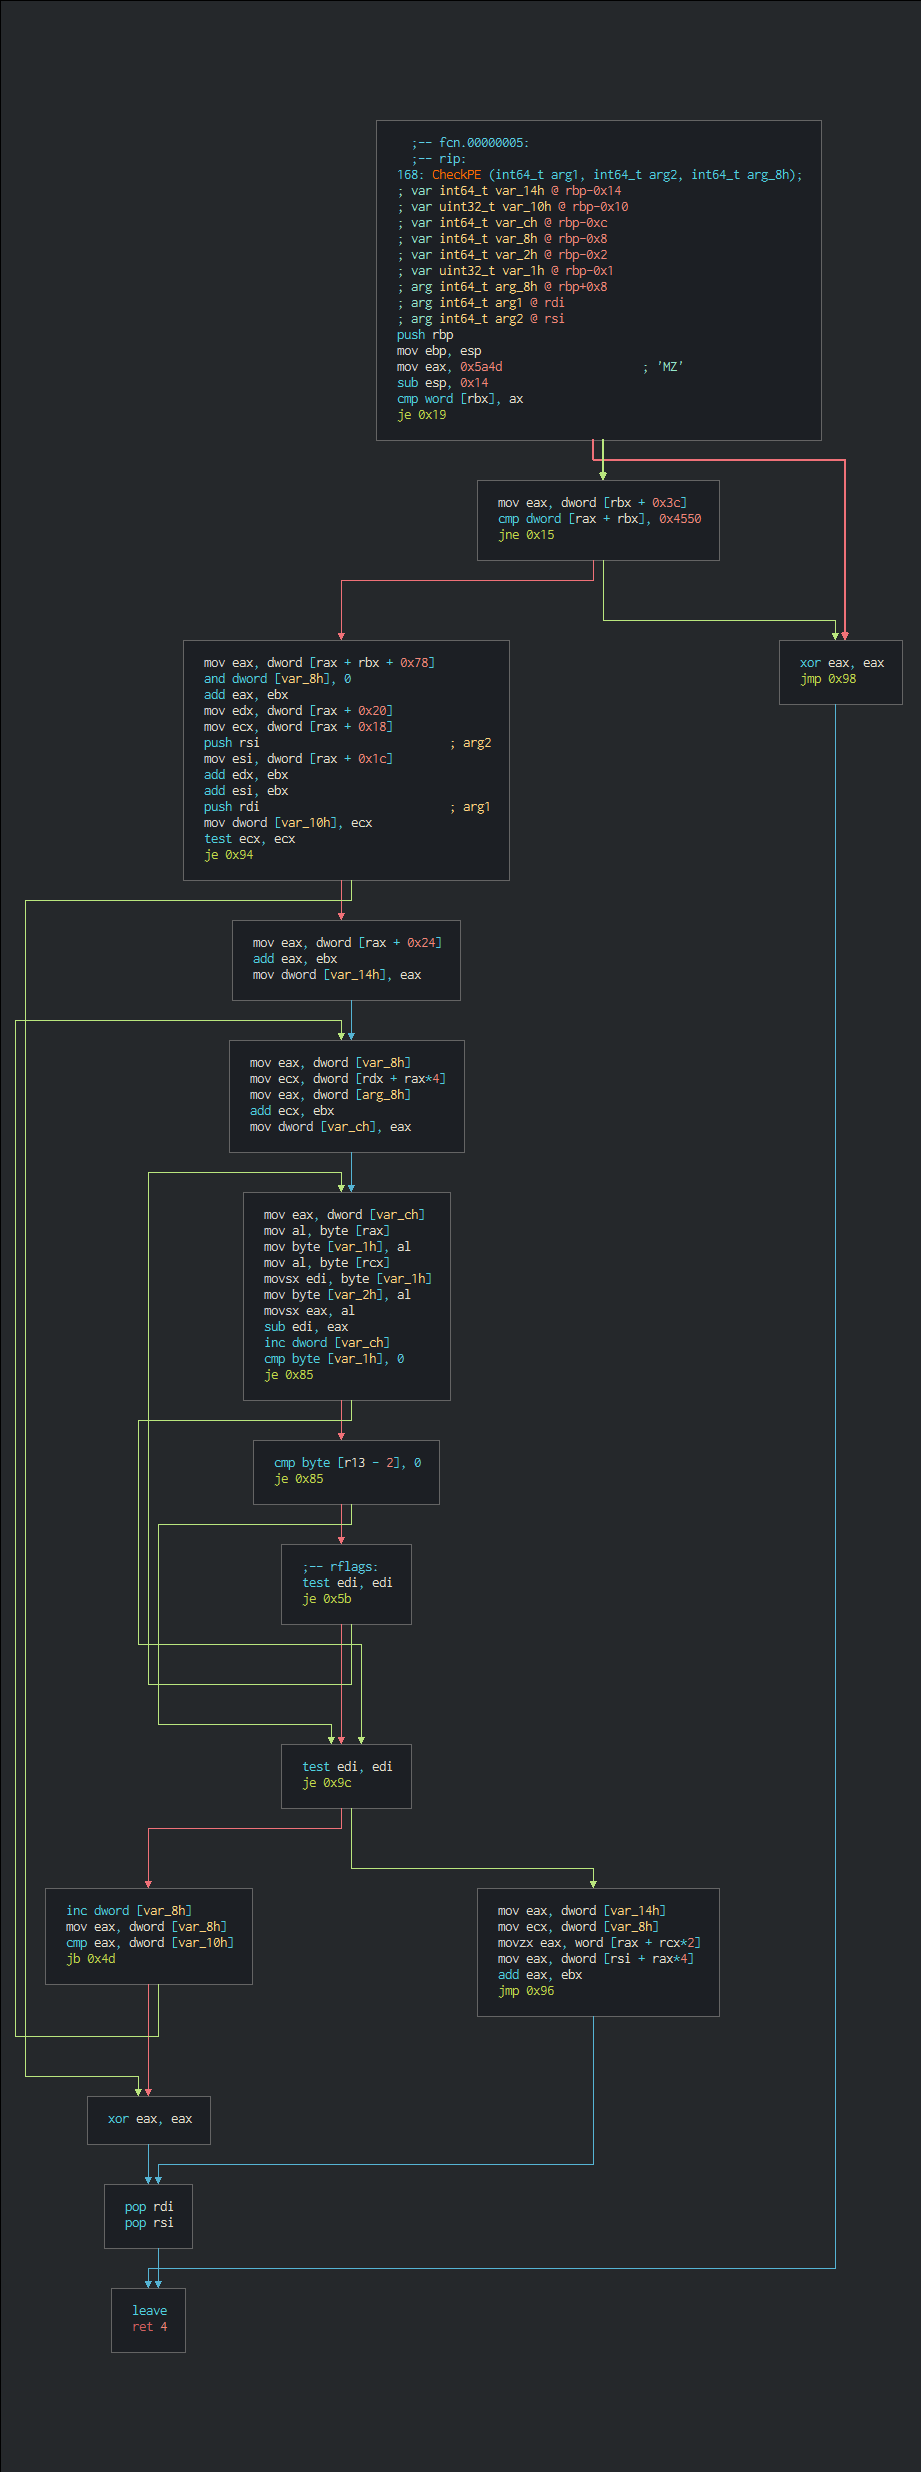 ;-- fcn.00000005:
;-- rip:
168: CheckPE (int64_t arg1, int64_t arg2, int64_t arg_8h);
; var int64_t var_14h @ rbp-0x14
; var uint32_t var_10h @ rbp-0x10
; var int64_t var_ch @ rbp-0xc
; var int64_t var_8h @ rbp-0x8
; var int64_t var_2h @ rbp-0x2
; var uint32_t var_1h @ rbp-0x1
; arg int64_t arg_8h @ rbp+0x8
; arg int64_t arg1 @ rdi
; arg int64_t arg2 @ rsi
push rbp
mov ebp, esp
mov eax, 0x5a4d ; 'MZ'
sub esp, 0x14
cmp word [rbx], ax
je 0x19
mov eax, dword [rbx + 0x3c]
cmp dword [rax + rbx], 0x4550
jne 0x15
mov eax, dword [rax + rbx + 0x78]
and dword [var_8h], 0
add eax, ebx
mov edx, dword [rax + 0x20]
mov ecx, dword [rax + 0x18]
push rsi ; arg2
mov esi, dword [rax + 0x1c]
add edx, ebx
add esi, ebx
push rdi ; arg1
mov dword [var_10h], ecx
test ecx, ecx
je 0x94
xor eax, eax
jmp 0x98
mov eax, dword [rax + 0x24]
add eax, ebx
mov dword [var_14h], eax
mov eax, dword [var_8h]
mov ecx, dword [rdx + rax*4]
mov eax, dword [arg_8h]
add ecx, ebx
mov dword [var_ch], eax
mov eax, dword [var_ch]
mov al, byte [rax]
mov byte [var_1h], al
mov al, byte [rcx]
movsx edi, byte [var_1h]
mov byte [var_2h], al
movsx eax, al
sub edi, eax
inc dword [var_ch]
cmp byte [var_1h], 0
je 0x85
cmp byte [r13 - 2], 0
je 0x85
;-- rflags:
test edi, edi
je 0x5b
test edi, edi
je 0x9c
inc dword [var_8h]
mov eax, dword [var_8h]
cmp eax, dword [var_10h]
jb 0x4d
mov eax, dword [var_14h]
mov ecx, dword [var_8h]
movzx eax, word [rax + rcx*2]
mov eax, dword [rsi + rax*4]
add eax, ebx
jmp 0x96
xor eax, eax
pop rdi
pop rsi
leave
ret 4